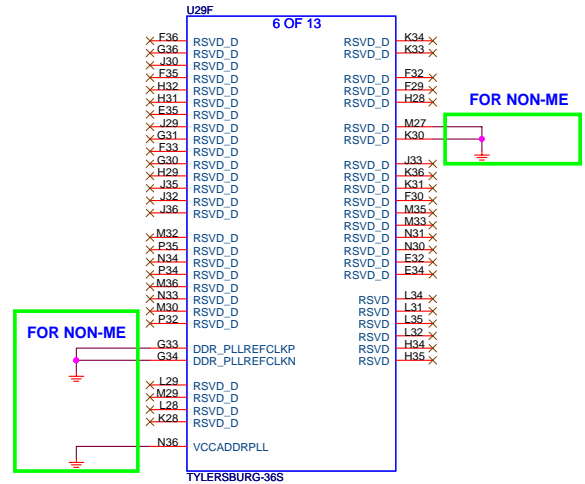 U29F
6 OF 13
F36 RSVD_D RSVD_D K34
G36 RSVD_D RSVD_D K33
J30 RSVD_D
F35 RSVD_D RSVD_D F32
H32 RSVD_D RSVD_D F29
H31 RSVD_D RSVD_D H28
FOR NON-ME
E35 RSVD_D
J29 RSVD_D RSVD_D M27
G31 RSVD_D RSVD_D K30
F33 RSVD_D
G30 RSVD_D RSVD_D J33
H29 RSVD_D RSVD_D K36
J35 RSVD_D RSVD_D K31
J32 RSVD_D RSVD_D F30
J36 RSVD_D RSVD_D M35
RSVD_D M33
M32 RSVD_D RSVD_D N31
P35 RSVD_D RSVD_D N30
N34 RSVD_D RSVD_D E32
P34 RSVD_D RSVD_D E34
M36 RSVD_D
N33 RSVD_D RSVD L34
M30 RSVD_D RSVD L31
P32 RSVD_D RSVD L35
FOR NON-ME
RSVD L32
G33 DDR_PLLREFCLKP RSVD H34
G34 DDR_PLLREFCLKN RSVD H35
L29 RSVD_D
M29 RSVD_D
L28 RSVD_D
K28 RSVD_D
N36 VCCADDRPLL
TYLERSBURG-36S